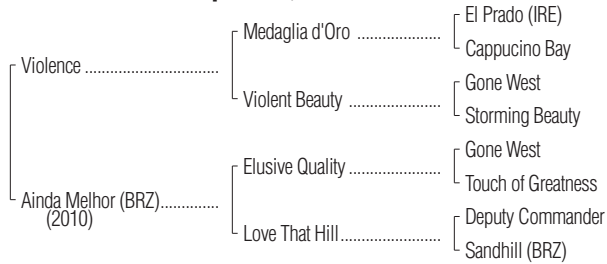 El Prado (IRE)
Medaglia d'Oro ..................
Cappucino Bay
Violence .............................
Gone West
Violent Beauty ....................
Storming Beauty
Gone West
Elusive Quality ....................
Touch of Greatness
Ainda Melhor (BRZ).............
(2010)
Deputy Commander
Love That Hill......................
Sandhill (BRZ)